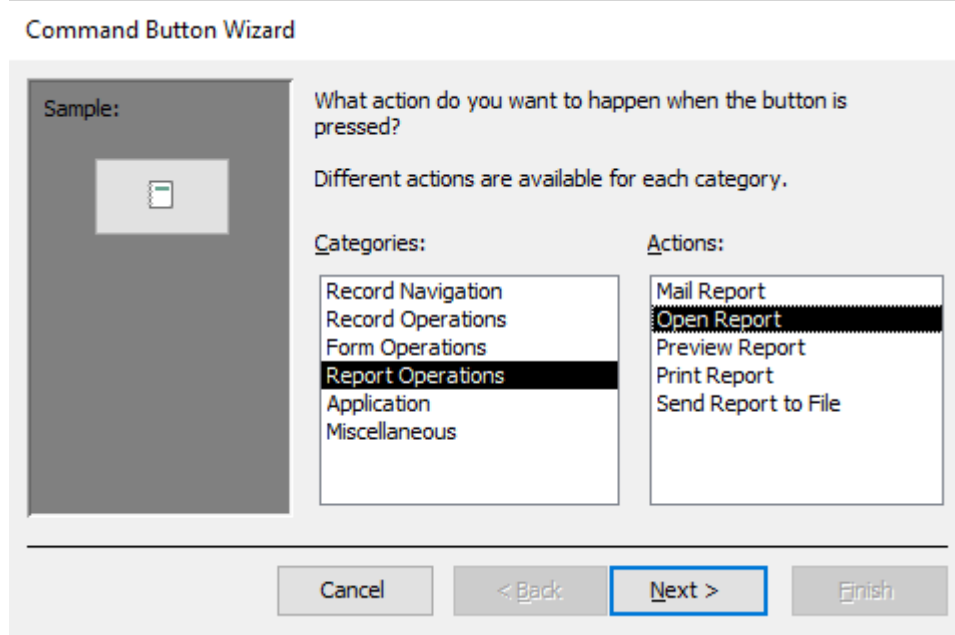 Command Button Wizard
Sample:
What action do you want to happen when the button is
pressed?
Different actions are available for each category.
Categories:
Record Navigation
Record Operations
Form Operations
Report Operations
Application
Miscellaneous
Actions:
Mail Report
Open Report
Preview Report
Print Report
Send Report to File
Cancel
< Back
Next >
Finish